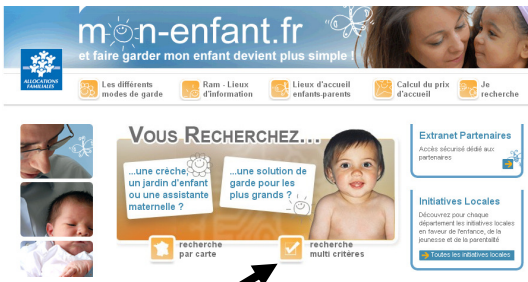 mon-enfant.fr
et faire garder mon enfant devient plus simple !
ALLOCATIONS
FAMILIALES
Les différents
modes de garde
Ram - Lieux
d'information
Lieux d'accueil
enfants-parents
Calcul du prix
d'accueil
Je
recherche
VOUS RECHERCHEZ...
...une crèche,
un jardin d'enfant
ou une assistante
maternelle ?
...une solution de
garde pour les
plus grands ?
recherche
par carte
recherche
multi critères
Extranet Partenaires
Accès sécurisé dédié aux
partenaires
Initiatives Locales
Découvrez pour chaque
département les initiatives locales
en faveur de l'enfance, de la
jeunesse et de la parentalité
Toutes les initiatives locales